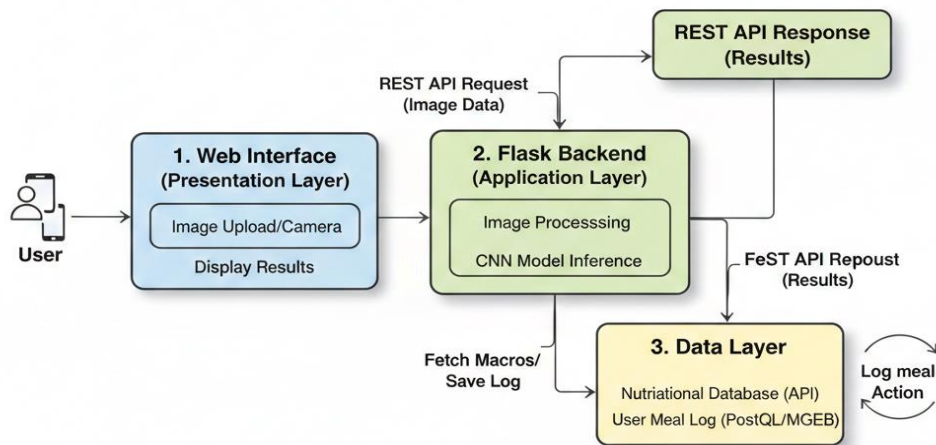 REST API Response
(Results)
REST API Request
(Image Data)
1. Web Interface
(Presentation Layer)
Image Upload/Camera
Display Results
User
2. Flask Backend
(Application Layer)
Image Processsing
CNN Model Inference
FeST API Repoust
(Results)
Fetch Macros/
Save Log
3. Data Layer
Nutriational Database (API)
User Meal Log (PostQL/MGEB)
Log meal
Action